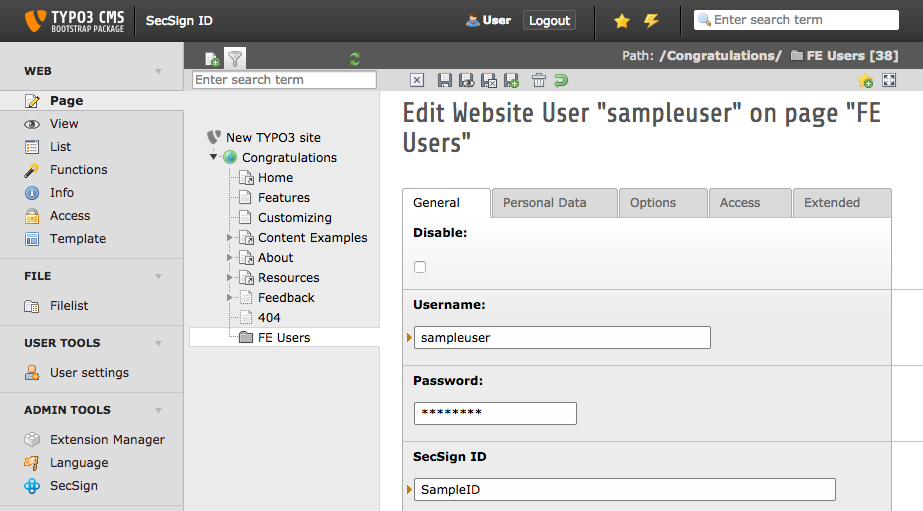 TYPO3 CMS
BOOTSTRAP PACKAGE
SecSign ID
User
Logout
Enter search term
Path: /Congratulations/ FE Users [38]
WEB
Page
View
List
Functions
Info
Access
Template
FILE
Filelist
USER TOOLS
User settings
ADMIN TOOLS
Extension Manager
Language
SecSign
Enter search term
New TYPO3 site
Congratulations
Home
Features
Customizing
Content Examples
About
Resources
Feedback
404
FE Users
Edit Website User "sampleuser" on page "FE
Users"
General Personal Data Options Access Extended
Disable:
Username:
sampleuser
Password:
********
SecSign ID
SampleID